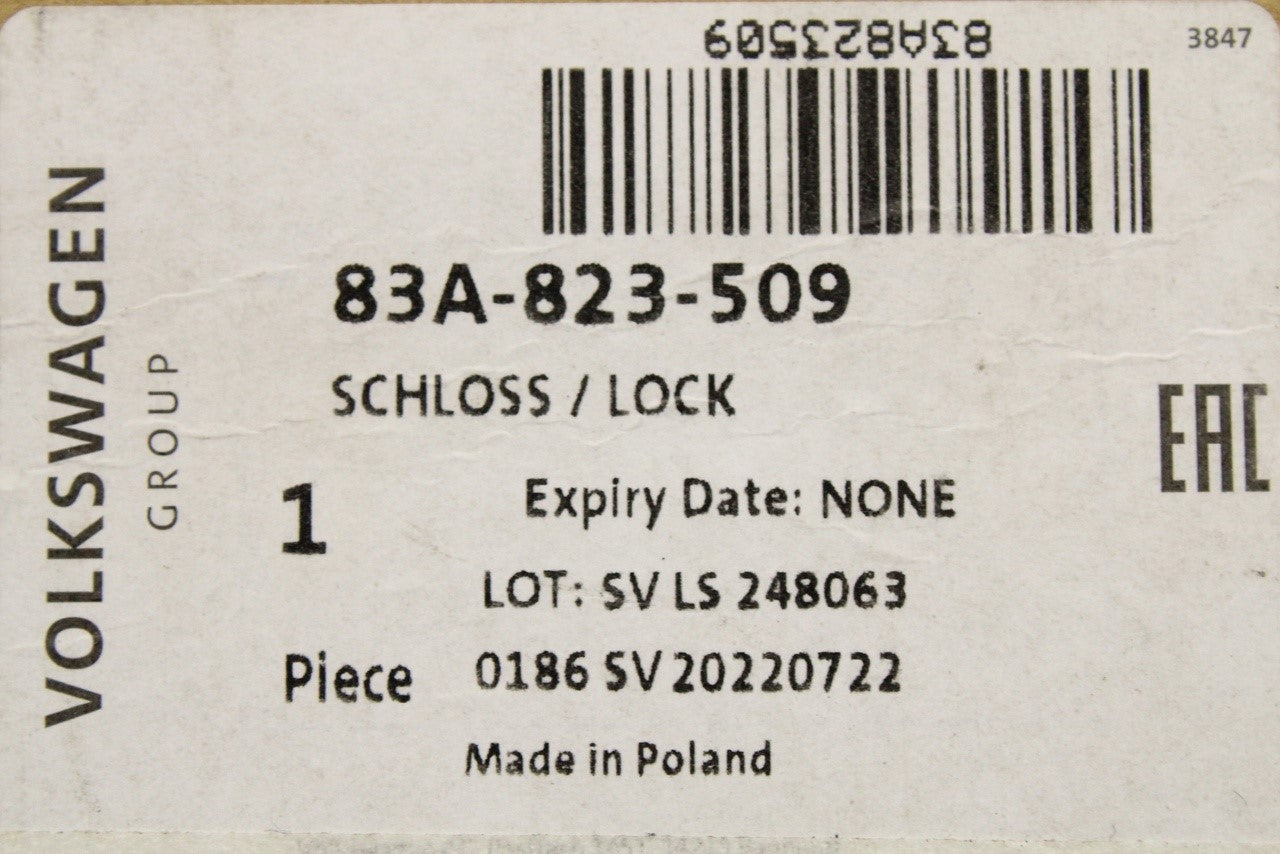 83A823509
3847
VOLKSWAGEN
GROUP
83A-823-509
SCHLOSS / LOCK
EAC
1
Expiry Date: NONE
LOT: SV LS 248063
Piece
0186 SV 20220722
Made in Poland